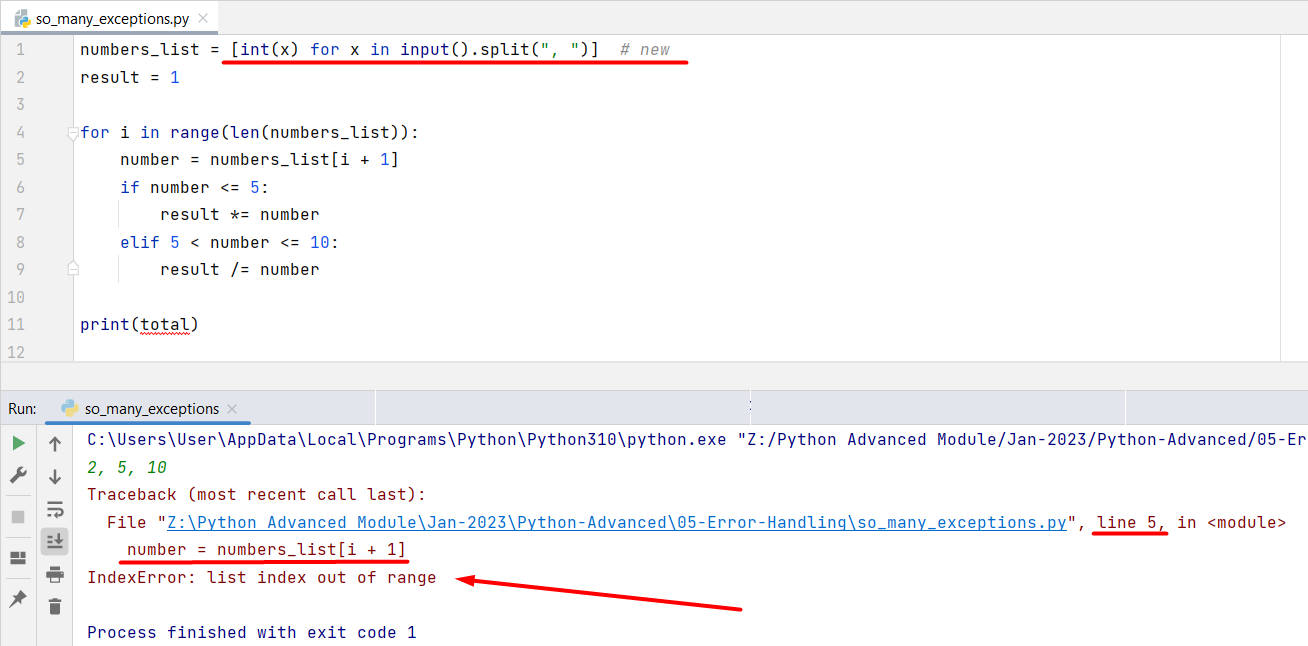 so_many_exceptions.py
1 numbers_list = [int(x) for x in input().split(", ")]  # new
2 result = 1
3
4 for i in range(len(numbers_list)):
5     number = numbers_list[i + 1]
6     if number <= 5:
7         result *= number
8     elif 5 < number <= 10:
9         result /= number
10
11 print(total)
12
Run: so_many_exceptions
C:\Users\User\AppData\Local\Programs\Python\Python310\python.exe "Z:/Python Advanced Module/Jan-2023/Python-Advanced/05-Er
2, 5, 10
Traceback (most recent call last):
  File "Z:\Python Advanced Module\Jan-2023\Python-Advanced\05-Error-Handling\so_many_exceptions.py", line 5, in <module>
    number = numbers_list[i + 1]
IndexError: list index out of range
Process finished with exit code 1